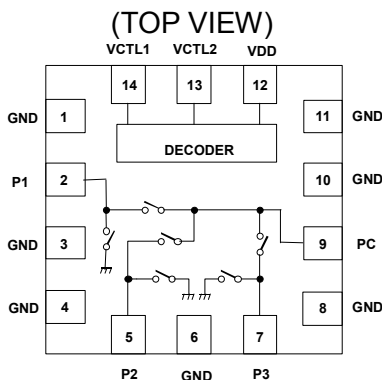 (TOP VIEW)
VCTL1 VCTL2 VDD
14 13 12
GND 1 11 GND
DECODER
P1 2 10 GND
GND 3 9 PC
GND 4 8 GND
5 6 7
P2 GND P3